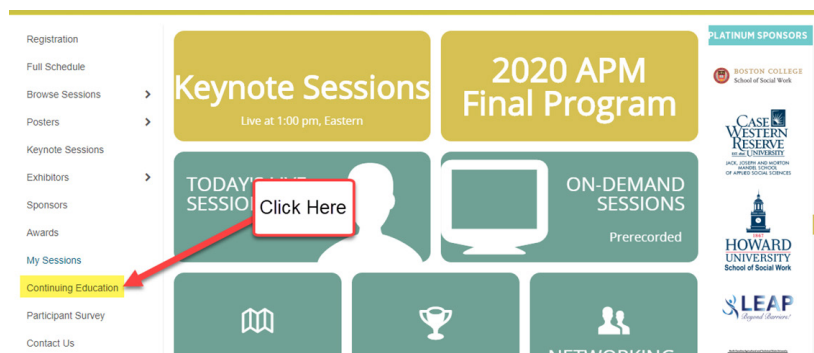 Registration
Full Schedule
Browse Sessions
Posters
Keynote Sessions
Exhibitors
Sponsors
Awards
My Sessions
Continuing Education
Participant Survey
Contact Us
Keynote Sessions
Live at 1:00 pm, Eastern
2020 APM
Final Program
TODAY'S LIVE
SESSIO
Click Here
ON-DEMAND
SESSIONS
Prerecorded
NETWORKING
PLATINUM SPONSORS
BOSTON COLLEGE
School of Social Work
CASE
WESTERN
RESERVE
UNIVERSITY
JACK, JOSEPH AND MORTON
MANDEL SCHOOL
OF APPLIED SOCIAL SCIENCES
1867
HOWARD
UNIVERSITY
School of Social Work
LEAP
Beyond Barriers!